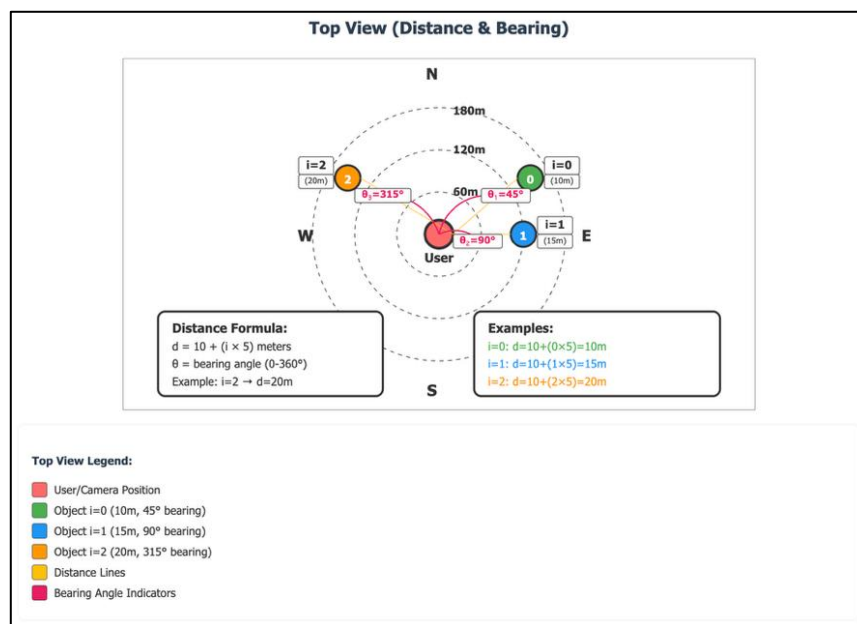 Top View (Distance & Bearing)
N
180m
120m
60m
i=2
(20m)
2
θ₃=315°
θ₁=45°
0
i=0
(10m)
W
θ₂=90°
1
i=1
(15m)
E
User
Distance Formula:
d = 10 + (i × 5) meters
θ = bearing angle (0-360°)
Example: i=2 → d=20m
Examples:
i=0: d=10+(0×5)=10m
i=1: d=10+(1×5)=15m
i=2: d=10+(2×5)=20m
S
Top View Legend:
User/Camera Position
Object i=0 (10m, 45° bearing)
Object i=1 (15m, 90° bearing)
Object i=2 (20m, 315° bearing)
Distance Lines
Bearing Angle Indicators